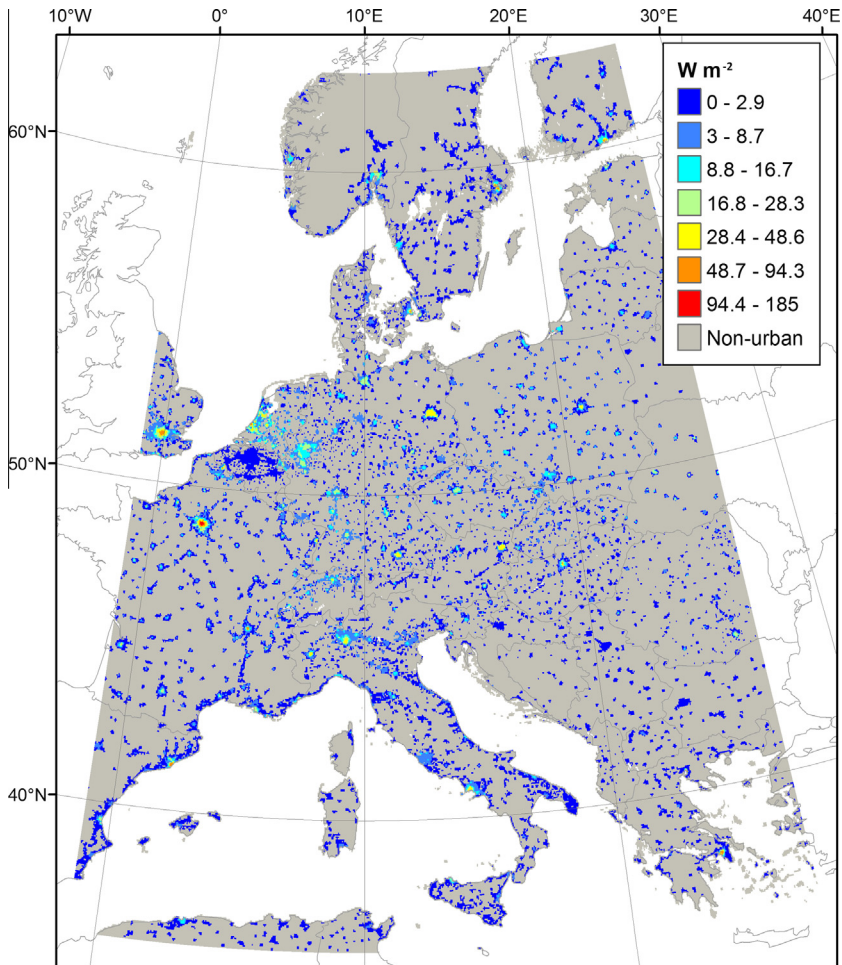 10°W 0° 10°E 20°E 30°E 40°E
W m⁻²
0 - 2.9
3 - 8.7
8.8 - 16.7
16.8 - 28.3
28.4 - 48.6
48.7 - 94.3
94.4 - 185
Non-urban
60°N
50°N
40°N